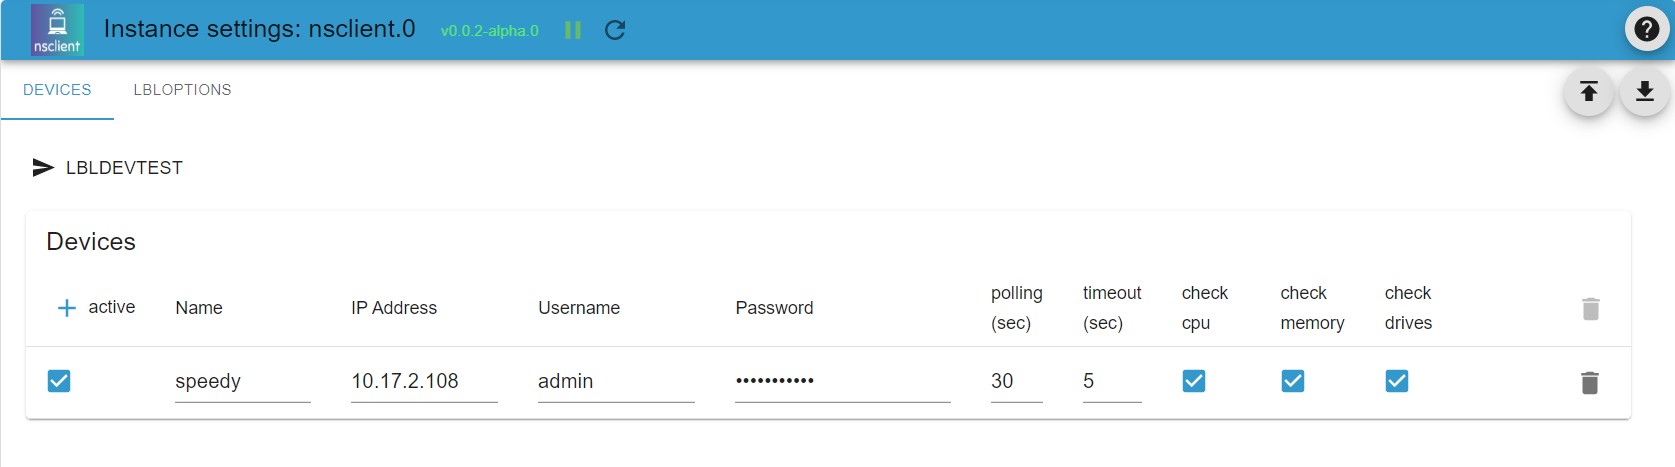 nsclient
Instance settings: nsclient.0 v0.0.2-alpha.0
DEVICES LBLOPTIONS
LBLDEVTEST
Devices
active Name IP Address Username Password polling (sec) timeout (sec) check cpu check memory check drives
speedy 10.17.2.108 admin ••••••••••• 30 5